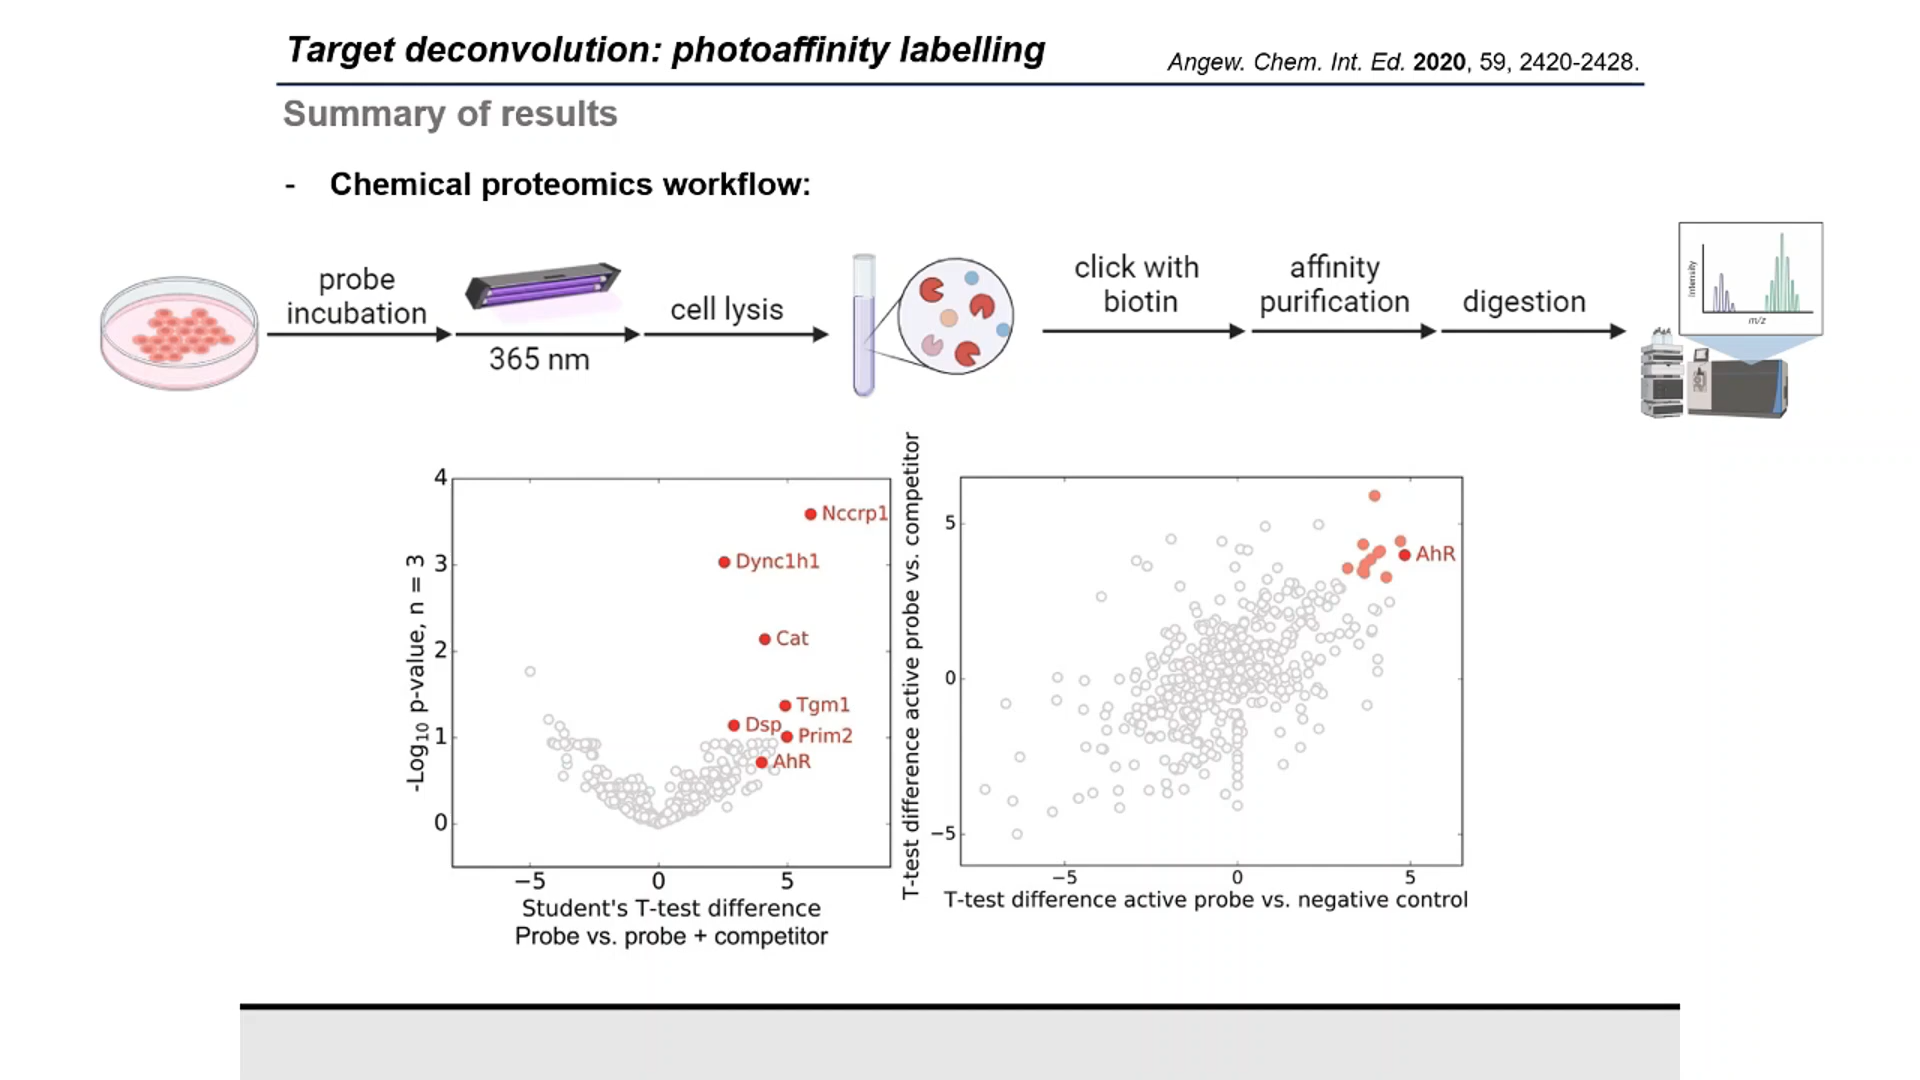 Target deconvolution: photoaffinity labelling
Angew. Chem. Int. Ed. 2020, 59, 2420-2428.
Summary of results
- Chemical proteomics workflow:
probe
incubation
365 nm
cell lysis
click with
biotin
affinity
purification
digestion
Intensity
m/z
-Log10 p-value, n = 3
4
3
2
1
0
Nccrp1
Dync1h1
Cat
Tgm1
Dsp
Prim2
AhR
−5
0
5
Student's T-test difference
Probe vs. probe + competitor
T-test difference active probe vs. competitor
5
0
−5
AhR
−5
0
5
T-test difference active probe vs. negative control